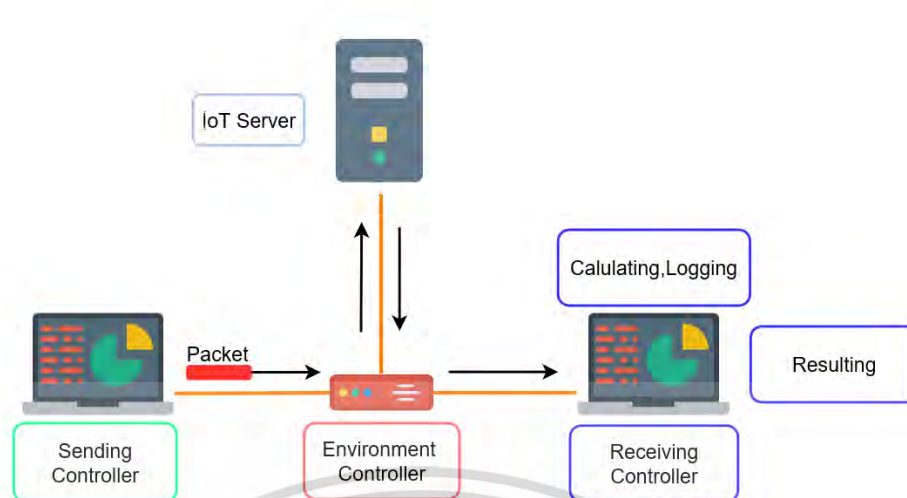 IoT Server
Calulating,Logging
Packet
Resulting
Sending
Controller
Environment
Controller
Receiving
Controller